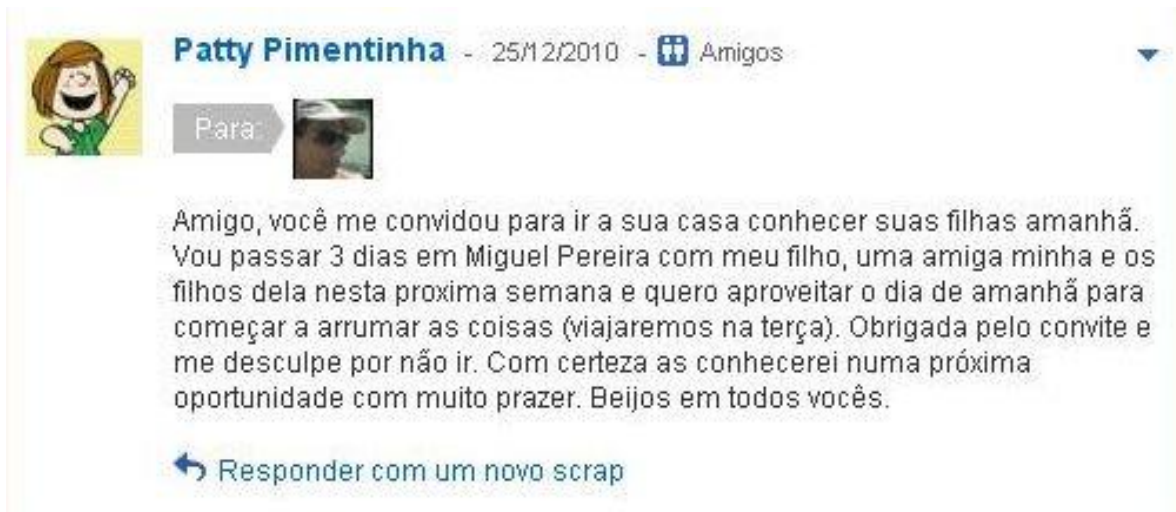 Patty Pimentinha - 25/12/2010 - Amigos
Para:
Amigo, você me convidou para ir a sua casa conhecer suas filhas amanhã.
Vou passar 3 dias em Miguel Pereira com meu filho, uma amiga minha e os
filhos dela nesta proxima semana e quero aproveitar o dia de amanhã para
começar a arrumar as coisas (viajaremos na terça). Obrigada pelo convite e
me desculpe por não ir. Com certeza as conhecerei numa próxima
oportunidade com muito prazer. Beijos em todos vocês.
Responder com um novo scrap